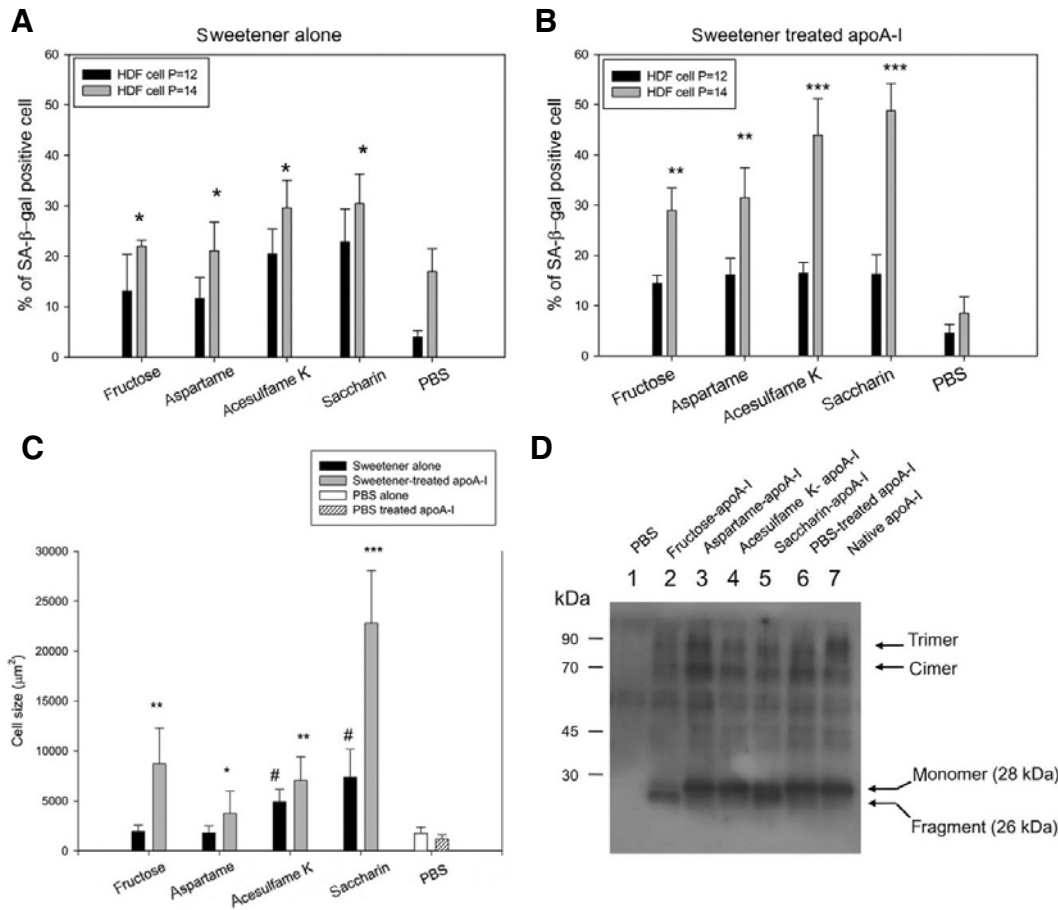 A
Sweetener alone
60
50
40
30
20
10
0
% of SA-β-gal positive cell
HDF cell P=12
HDF cell P=14
*
*
*
*
Fructose
Aspartame
Acesulfame K
Saccharin
PBS
B
Sweetener treated apoA-I
60
50
40
30
20
10
0
% of SA-β-gal positive cell
HDF cell P=12
HDF cell P=14
**
**
***
***
Fructose
Aspartame
Acesulfame K
Saccharin
PBS
C
Sweetener alone
Sweetener-treated apoA-I
PBS alone
PBS treated apoA-I
30000
25000
20000
15000
10000
5000
0
Cell size (μm²)
**
*
#
**
#
***
Fructose
Aspartame
Acesulfame K
Saccharin
PBS
D
PBS
Fructose-apoA-I
Aspartame-apoA-I
Acesulfame K- apoA-I
Saccharin-apoA-I
PBS-treated apoA-I
Native apoA-I
1 2 3 4 5 6 7
kDa
90
70
45
30
Trimer
Cimer
Monomer (28 kDa)
Fragment (26 kDa)